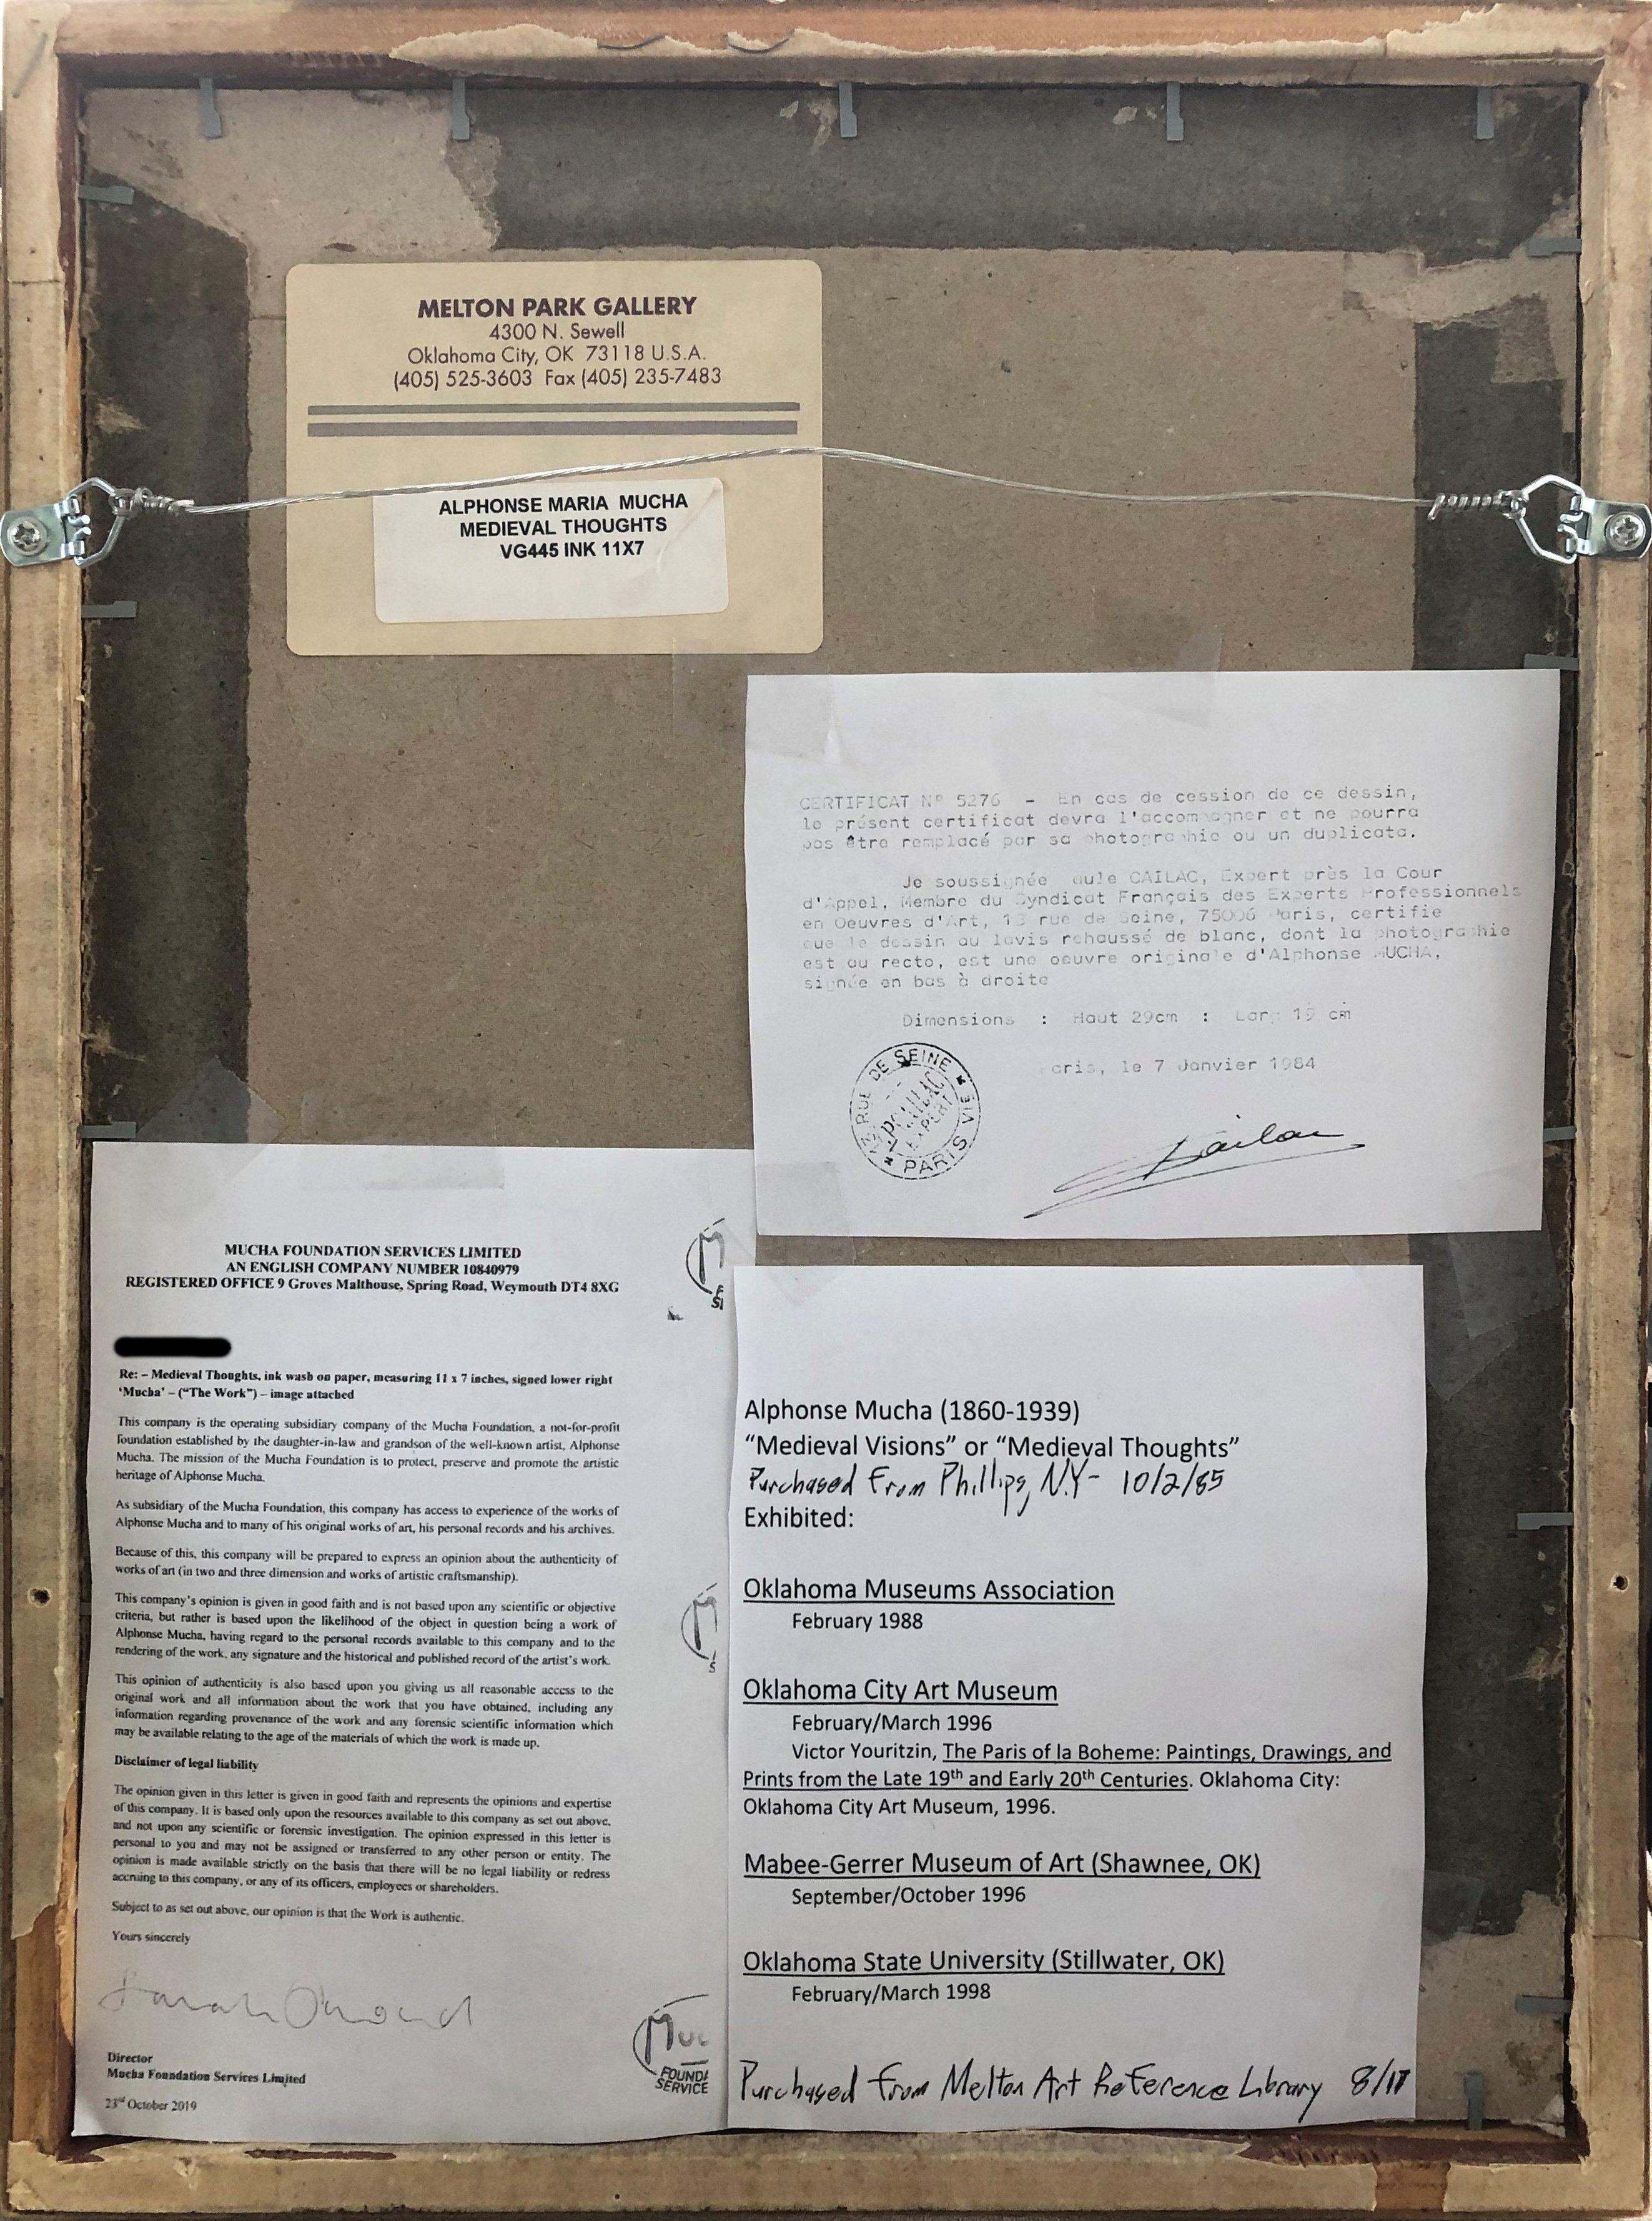 MELTON PARK GALLERY
4300 N. Sewell
Oklahoma City, OK 73118 U.S.A.
(405) 525-3603 Fax (405) 235-7483
ALPHONSE MARIA MUCHA
MEDIEVAL THOUGHTS
VG445 INK 11X7
CERTIFICAT Nº 5276 - En cas de cession de ce dessin,
le présent certificat devra l'accompagner et ne pourra
pas être remplacé par sa photographie ou un duplicata.
Je soussignée aule CAILAC, Expert près la Cour
d'Appel, Membre du Syndicat Français des Experts Professionnels
en Oeuvres d'Art, 13 rue de Seine, 75006 Paris, certifie
que le dessin au lavis rehaussé de blanc, dont la photographie
est au recto, est une oeuvre originale d'Alphonse MUCHA,
signée en bas à droite
Dimensions : Haut 29cm : Larg 19 cm
aris, le 7 Janvier 1984
13 RUE DE SEINE * VIE * PARIS *
CAILAC
EXPERT
Cailac
MUCHA FOUNDATION SERVICES LIMITED
AN ENGLISH COMPANY NUMBER 10840979
REGISTERED OFFICE 9 Groves Malthouse, Spring Road, Weymouth DT4 8XG
Re: – Medieval Thoughts, ink wash on paper, measuring 11 x 7 inches, signed lower right
'Mucha' – ("The Work") – image attached
This company is the operating subsidiary company of the Mucha Foundation, a not-for-profit
foundation established by the daughter-in-law and grandson of the well-known artist, Alphonse
Mucha. The mission of the Mucha Foundation is to protect, preserve and promote the artistic
heritage of Alphonse Mucha.
As subsidiary of the Mucha Foundation, this company has access to experience of the works of
Alphonse Mucha and to many of his original works of art, his personal records and his archives.
Because of this, this company will be prepared to express an opinion about the authenticity of
works of art (in two and three dimension and works of artistic craftsmanship).
This company's opinion is given in good faith and is not based upon any scientific or objective
criteria, but rather is based upon the likelihood of the object in question being a work of
Alphonse Mucha, having regard to the personal records available to this company and to the
rendering of the work, any signature and the historical and published record of the artist's work.
This opinion of authenticity is also based upon you giving us all reasonable access to the
original work and all information about the work that you have obtained, including any
information regarding provenance of the work and any forensic scientific information which
may be available relating to the age of the materials of which the work is made up.
Disclaimer of legal liability
The opinion given in this letter is given in good faith and represents the opinions and expertise
of this company. It is based only upon the resources available to this company as set out above,
and not upon any scientific or forensic investigation. The opinion expressed in this letter is
personal to you and may not be assigned or transferred to any other person or entity. The
opinion is made available strictly on the basis that there will be no legal liability or redress
accruing to this company, or any of its officers, employees or shareholders.
Subject to as set out above, our opinion is that the Work is authentic.
Yours sincerely
Director
Mucha Foundation Services Limited
23rd October 2019
M
F
SI
M
S
Muc
FOUNDA
SERVICE
Alphonse Mucha (1860-1939)
"Medieval Visions" or "Medieval Thoughts"
Purchased From Phillips, N.Y- 10/2/85
Exhibited:
Oklahoma Museums Association
February 1988
Oklahoma City Art Museum
February/March 1996
Victor Youritzin, The Paris of la Boheme: Paintings, Drawings, and
Prints from the Late 19th and Early 20th Centuries. Oklahoma City:
Oklahoma City Art Museum, 1996.
Mabee-Gerrer Museum of Art (Shawnee, OK)
September/October 1996
Oklahoma State University (Stillwater, OK)
February/March 1998
Purchased From Melton Art Reference Library 8/17